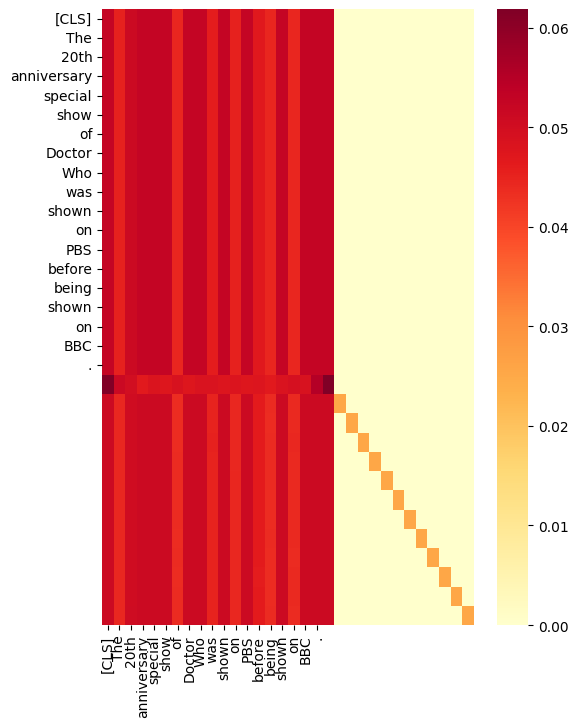 [CLS]
The
20th
anniversary
special
show
of
Doctor
Who
was
shown
on
PBS
before
being
shown
on
BBC
.
0.06
0.05
0.04
0.03
0.02
0.01
0.00
[CLS]
The
20th
anniversary
special
show
of
Doctor
Who
was
shown
on
PBS
before
being
shown
on
BBC
.